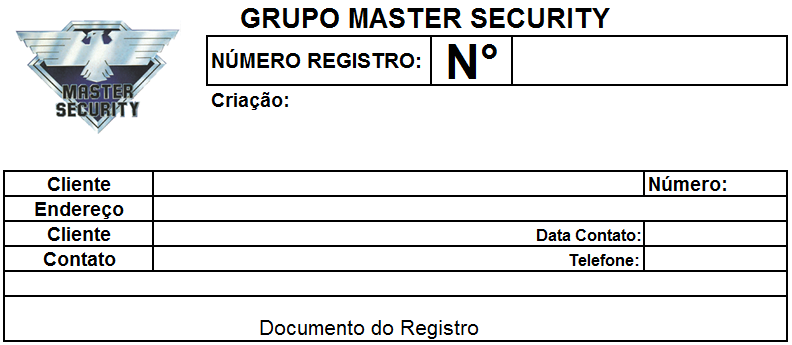 GRUPO MASTER SECURITY
MASTER
SECURITY
NÚMERO REGISTRO: N°
Criação:
Cliente Número:
Endereço
Cliente Data Contato:
Contato Telefone:
Documento do Registro